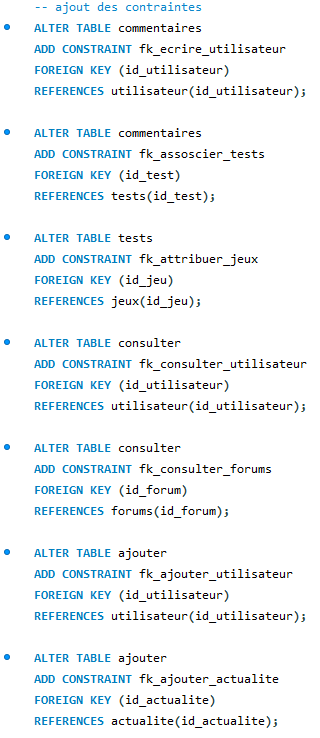 -- ajout des contraintes
ALTER TABLE commentaires
ADD CONSTRAINT fk_ecrire_utilisateur
FOREIGN KEY (id_utilisateur)
REFERENCES utilisateur(id_utilisateur);
ALTER TABLE commentaires
ADD CONSTRAINT fk_assoscier_tests
FOREIGN KEY (id_test)
REFERENCES tests(id_test);
ALTER TABLE tests
ADD CONSTRAINT fk_attribuer_jeux
FOREIGN KEY (id_jeu)
REFERENCES jeux(id_jeu);
ALTER TABLE consulter
ADD CONSTRAINT fk_consulter_utilisateur
FOREIGN KEY (id_utilisateur)
REFERENCES utilisateur(id_utilisateur);
ALTER TABLE consulter
ADD CONSTRAINT fk_consulter_forums
FOREIGN KEY (id_forum)
REFERENCES forums(id_forum);
ALTER TABLE ajouter
ADD CONSTRAINT fk_ajouter_utilisateur
FOREIGN KEY (id_utilisateur)
REFERENCES utilisateur(id_utilisateur);
ALTER TABLE ajouter
ADD CONSTRAINT fk_ajouter_actualite
FOREIGN KEY (id_actualite)
REFERENCES actualite(id_actualite);